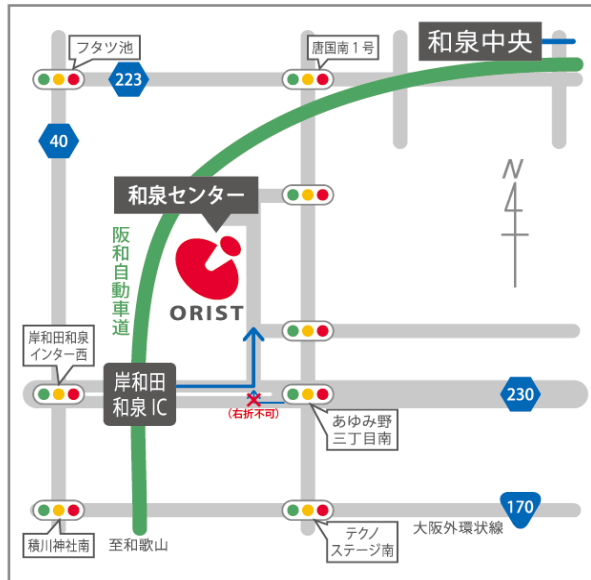 フタツ池
唐国南1号
和泉中央
223
40
N
和泉センター
阪和自動車道
ORIST
岸和田和泉
インター西
岸和田
和泉IC
(右折不可)
あゆみ野
三丁目南
230
積川神社南
至和歌山
テクノ
ステージ南
大阪外環状線
170